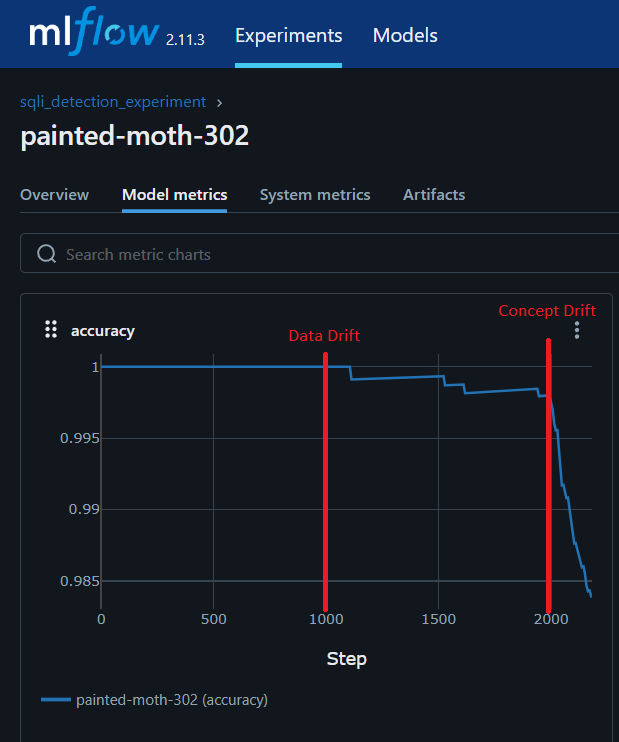 mlflow 2.11.3 Experiments Models
sqli_detection_experiment ›
painted-moth-302
Overview Model metrics System metrics Artifacts
Search metric charts
Concept Drift
accuracy
Data Drift
1
0.995
0.99
0.985
0 500 1000 1500 2000
Step
painted-moth-302 (accuracy)